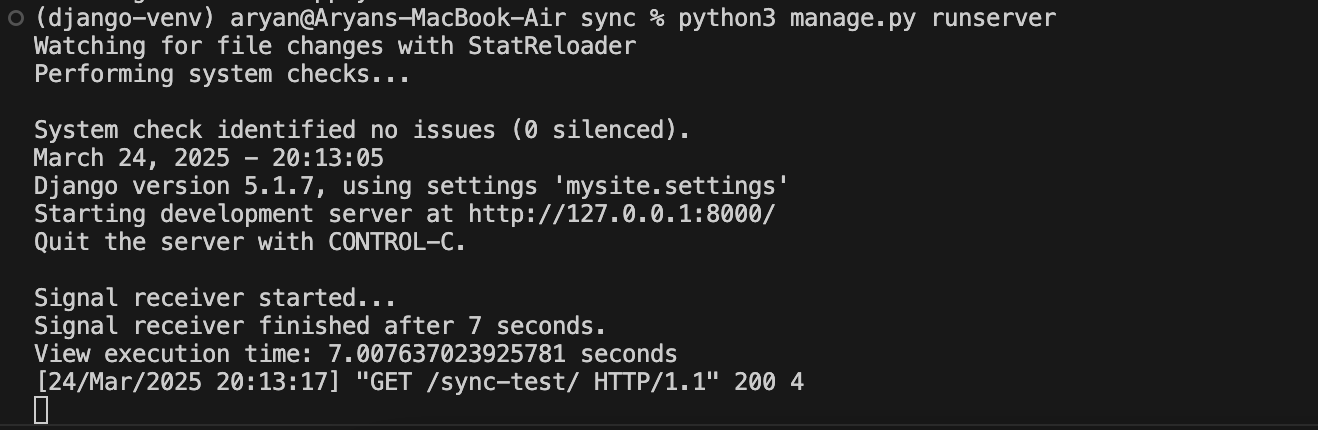 (django-venv) aryan@Aryans-MacBook-Air sync % python3 manage.py runserver
Watching for file changes with StatReloader
Performing system checks...
System check identified no issues (0 silenced).
March 24, 2025 - 20:13:05
Django version 5.1.7, using settings 'mysite.settings'
Starting development server at http://127.0.0.1:8000/
Quit the server with CONTROL-C.
Signal receiver started...
Signal receiver finished after 7 seconds.
View execution time: 7.007637023925781 seconds
[24/Mar/2025 20:13:17] "GET /sync-test/ HTTP/1.1" 200 4